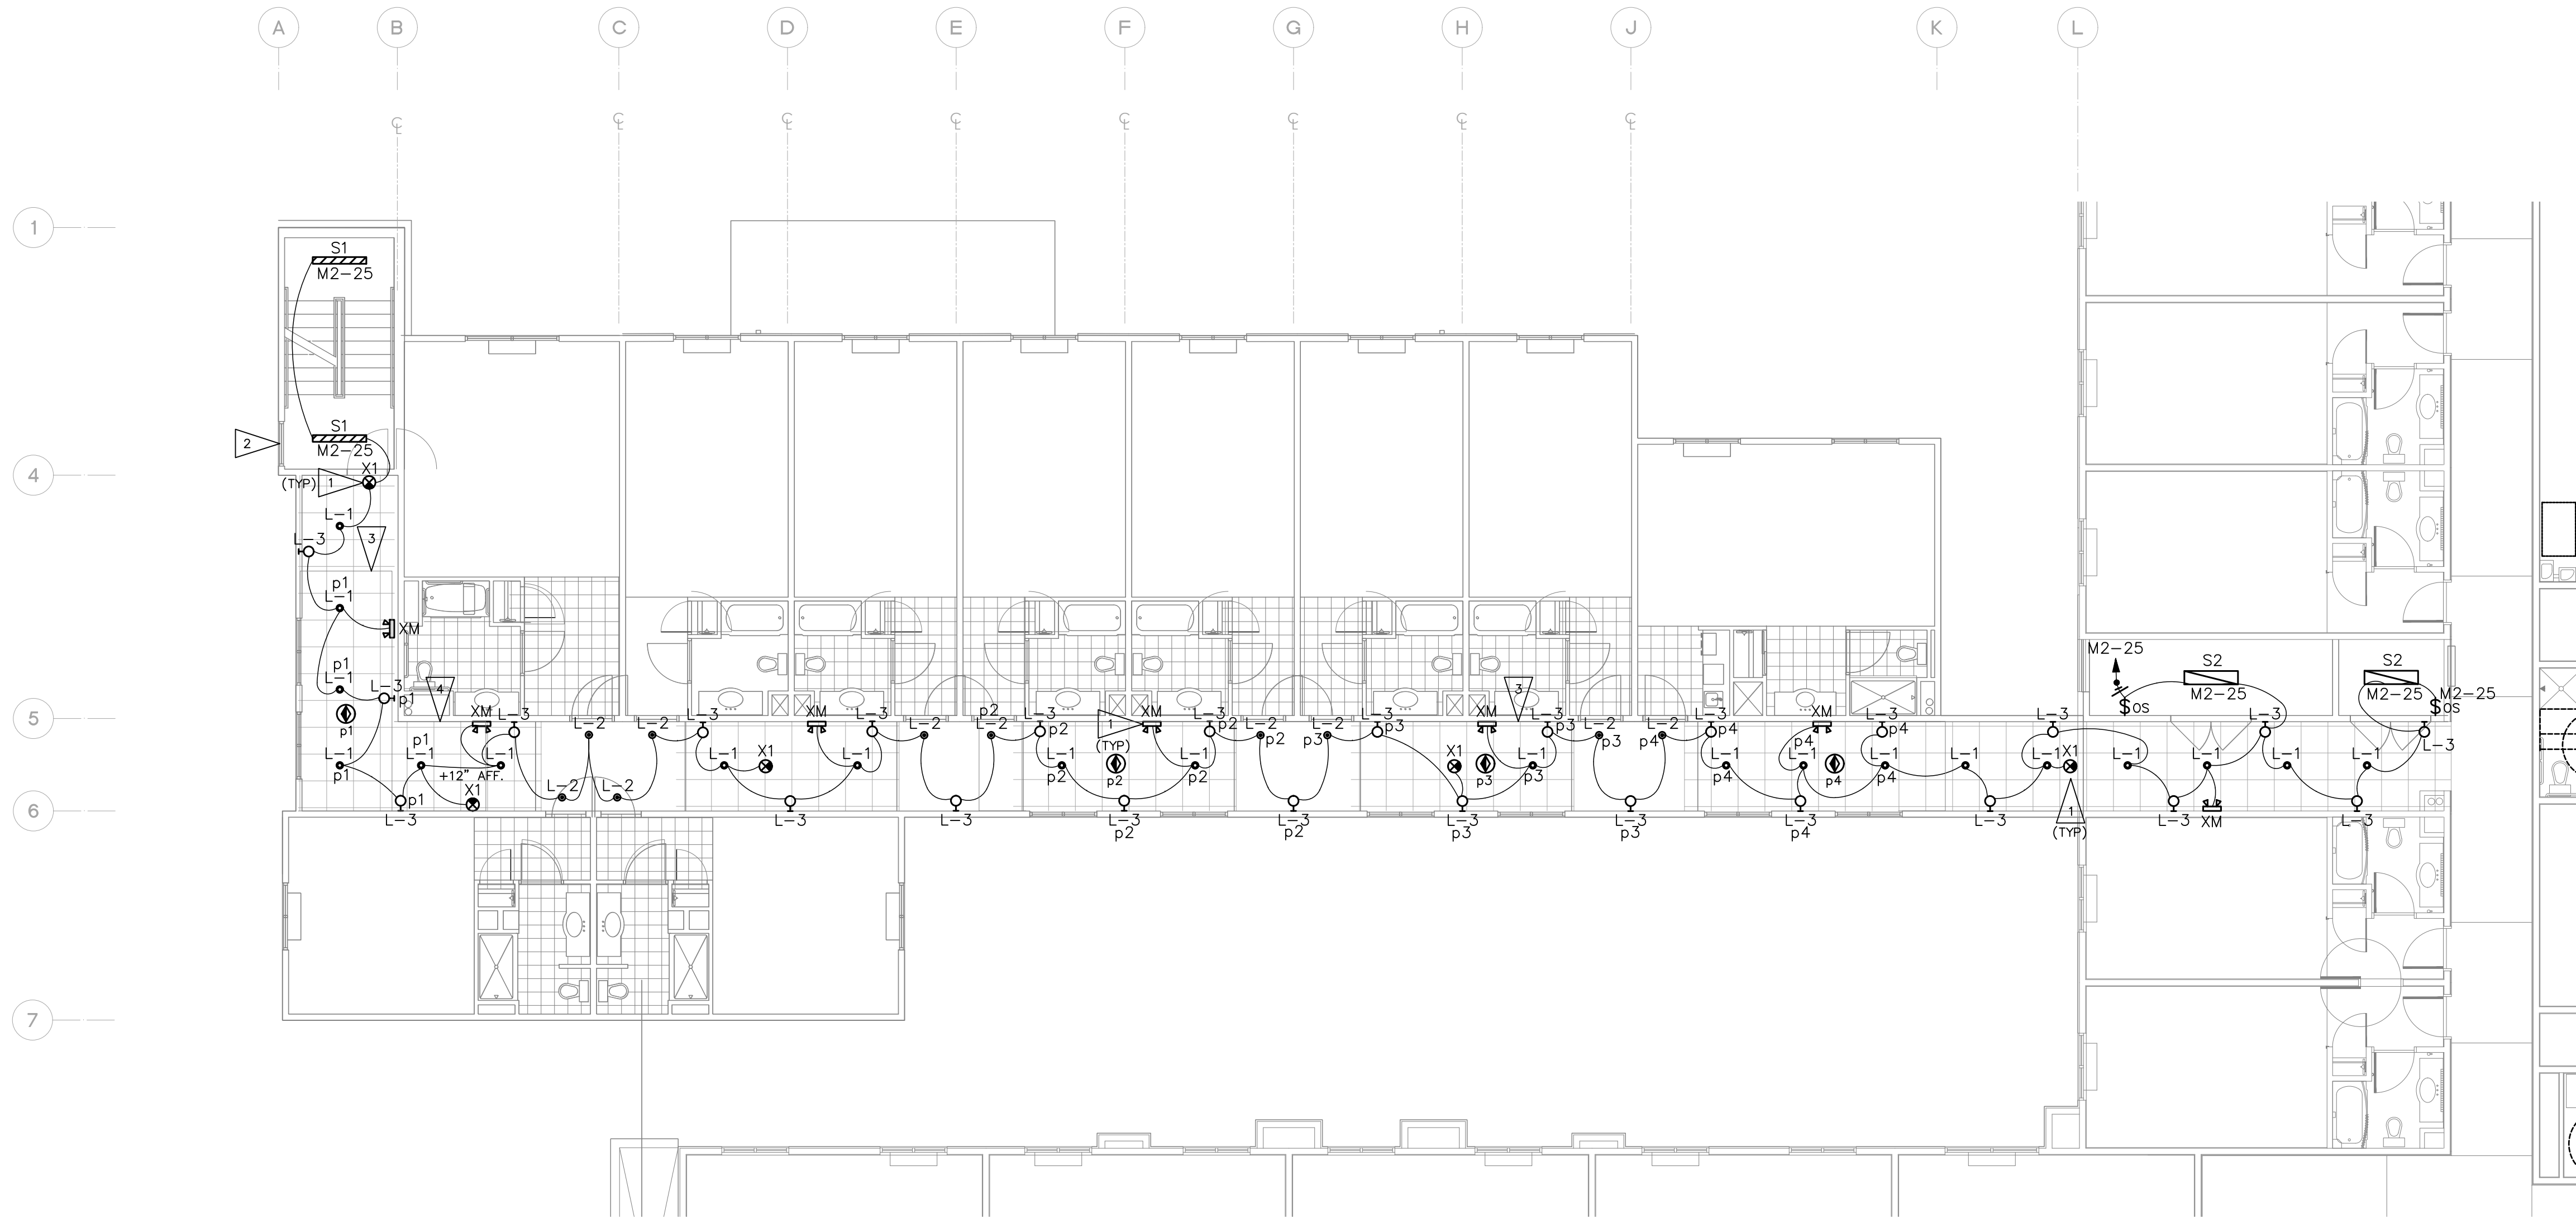 A B C D E F G H J K L
℄ ℄ ℄ ℄ ℄ ℄ ℄ ℄
1
S1
M2-25
S1
M2-25
2
4
X1
(TYP) 1
L-1
3
L-3
p1
L-1
XM
p1
L-1
L-3
p1
4
p1
M2-25
S2
S2
M2-25
M2-25
M2-25
$OS
$OS
5
XM
L-3
L-2
L-2
L-3
XM
L-3
L-2
p2
L-2
L-3
p2
1
(TYP)
XM
L-3
p2
L-2
p2
L-2
p3
L-3
p3
XM
3
L-3
p3
L-2
p3
L-2
p4
L-3
p4
XM
p4
L-3
p4
L-3
L-3
L-3
L-1
p1
p1
L-1
L-1
+12" AFF.
X1
L-2
L-2
L-1
X1
L-1
L-1
p2
p2
L-1
p2
X1
p3
L-1
p3
L-1
p4
L-1
p4
L-1
p4
L-1
L-1
X1
L-1
L-1
L-1
L-1
6
p1
L-3
L-3
L-3
L-3
p2
L-3
p2
L-3
p3
L-3
p3
L-3
p4
L-3
1
(TYP)
L-3
XM
L-3
7